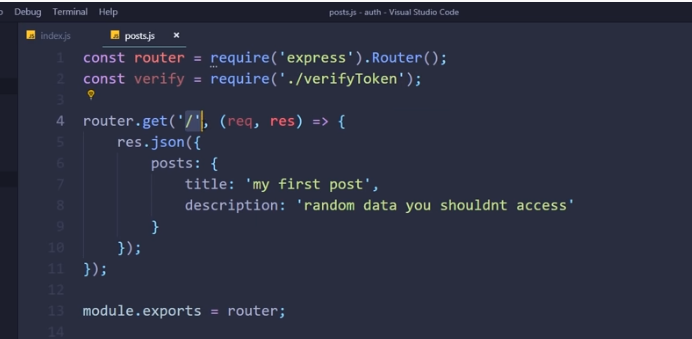 Debug Terminal Help posts.js - auth - Visual Studio Code
JS index.js JS posts.js ×
1 const router = require('express').Router();
2 const verify = require('./verifyToken');
3
4 router.get('/', (req, res) => {
5 res.json({
6 posts: {
7 title: 'my first post',
8 description: 'random data you shouldnt access'
9 }
10 });
11 });
12
13 module.exports = router;
14